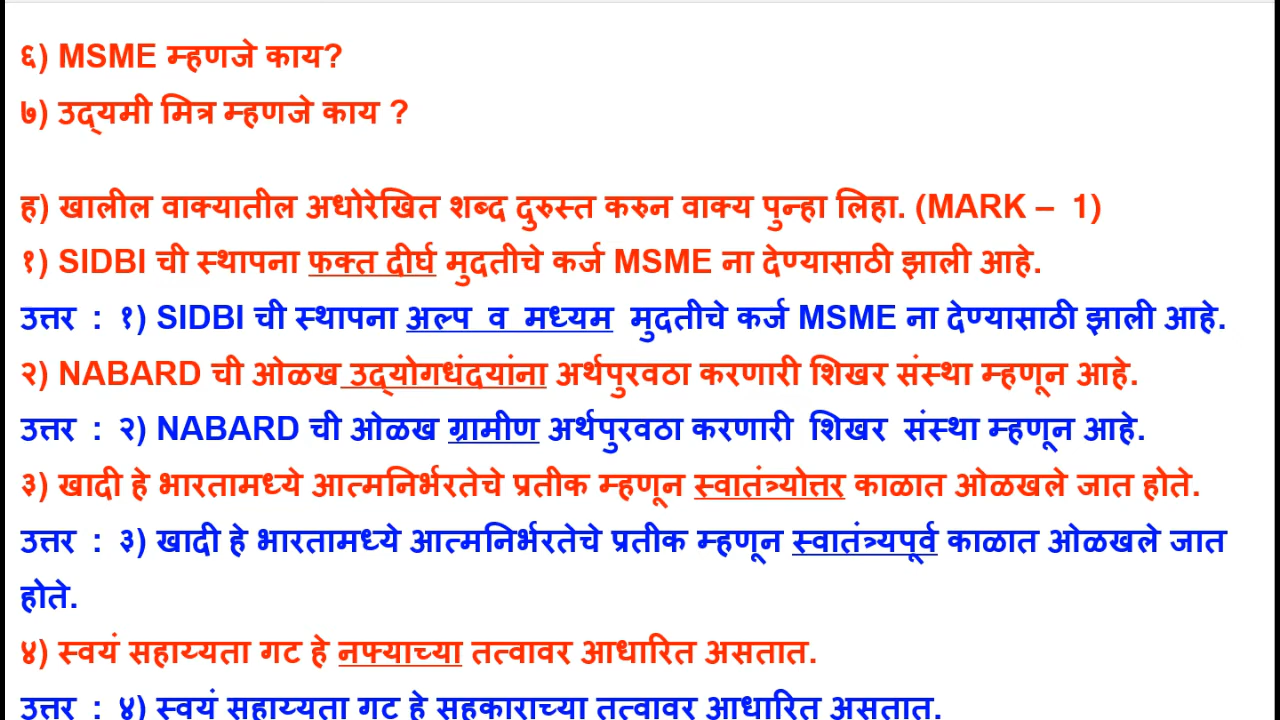 ६) MSME म्हणजे काय?
७) उद्यमी मित्र म्हणजे काय ?
ह) खालील वाक्यातील अधोरेखित शब्द दुरुस्त करुन वाक्य पुन्हा लिहा. (MARK – 1)
१) SIDBI ची स्थापना फक्त दीर्घ मुदतीचे कर्ज MSME ना देण्यासाठी झाली आहे.
उत्तर : १) SIDBI ची स्थापना अल्प व मध्यम मुदतीचे कर्ज MSME ना देण्यासाठी झाली आहे.
२) NABARD ची ओळख उद्योगधंदयांना अर्थपुरवठा करणारी शिखर संस्था म्हणून आहे.
उत्तर : २) NABARD ची ओळख ग्रामीण अर्थपुरवठा करणारी शिखर संस्था म्हणून आहे.
३) खादी हे भारतामध्ये आत्मनिर्भरतेचे प्रतीक म्हणून स्वातंत्र्योत्तर काळात ओळखले जात होते.
उत्तर : ३) खादी हे भारतामध्ये आत्मनिर्भरतेचे प्रतीक म्हणून स्वातंत्र्यपूर्व काळात ओळखले जात
होते.
४) स्वयं सहाय्यता गट हे नफ्याच्या तत्वावर आधारित असतात.
उत्तर : ४) स्वयं सहाय्यता गट हे सहकाराच्या तत्वावर आधारित असतात.